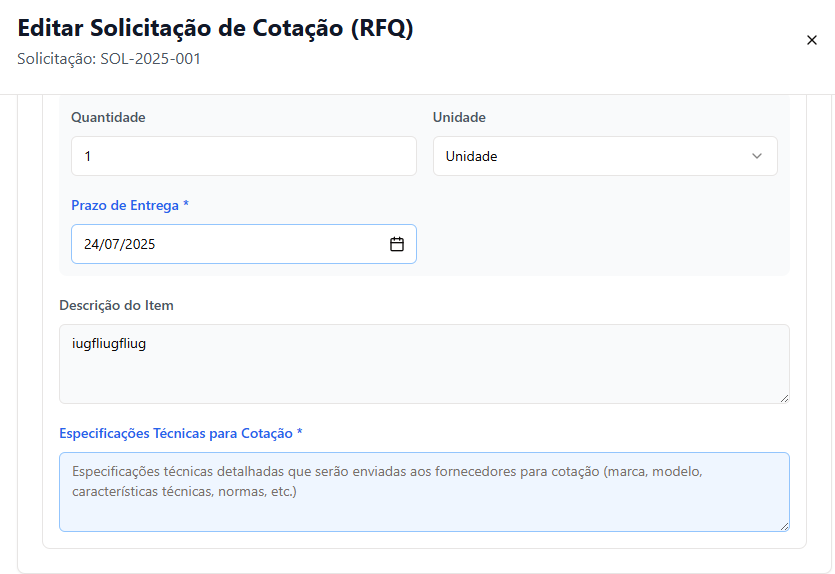 Editar Solicitação de Cotação (RFQ)
Solicitação: SOL-2025-001
Quantidade
Unidade
1
Unidade
Prazo de Entrega *
24/07/2025
Descrição do Item
iugfliugfliug
Especificações Técnicas para Cotação *
Especificações técnicas detalhadas que serão enviadas aos fornecedores para cotação (marca, modelo,
características técnicas, normas, etc.)